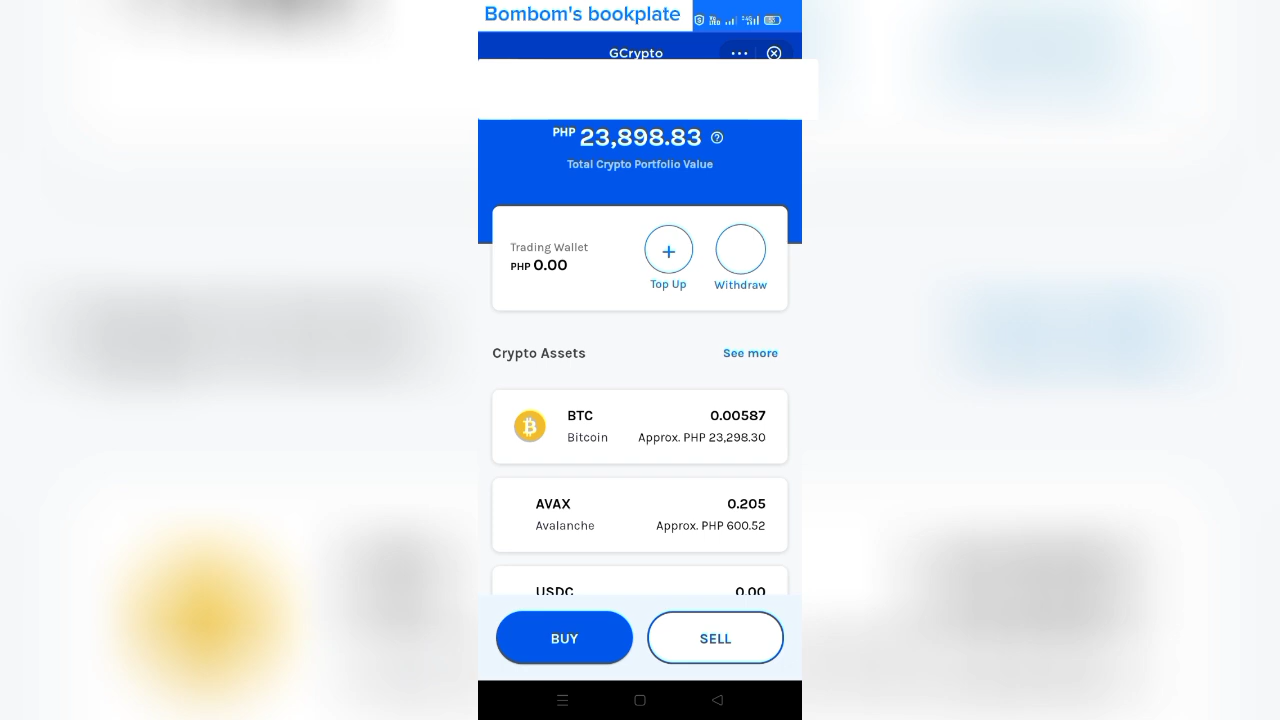 Bombom's bookplate
GCrypto
PHP 23,898.83
Total Crypto Portfolio Value
Trading Wallet
PHP 0.00
Top Up
Withdraw
Crypto Assets
See more
BTC 0.00587
Bitcoin Approx. PHP 23,298.30
AVAX 0.205
Avalanche Approx. PHP 600.52
USDC 0.00
BUY
SELL